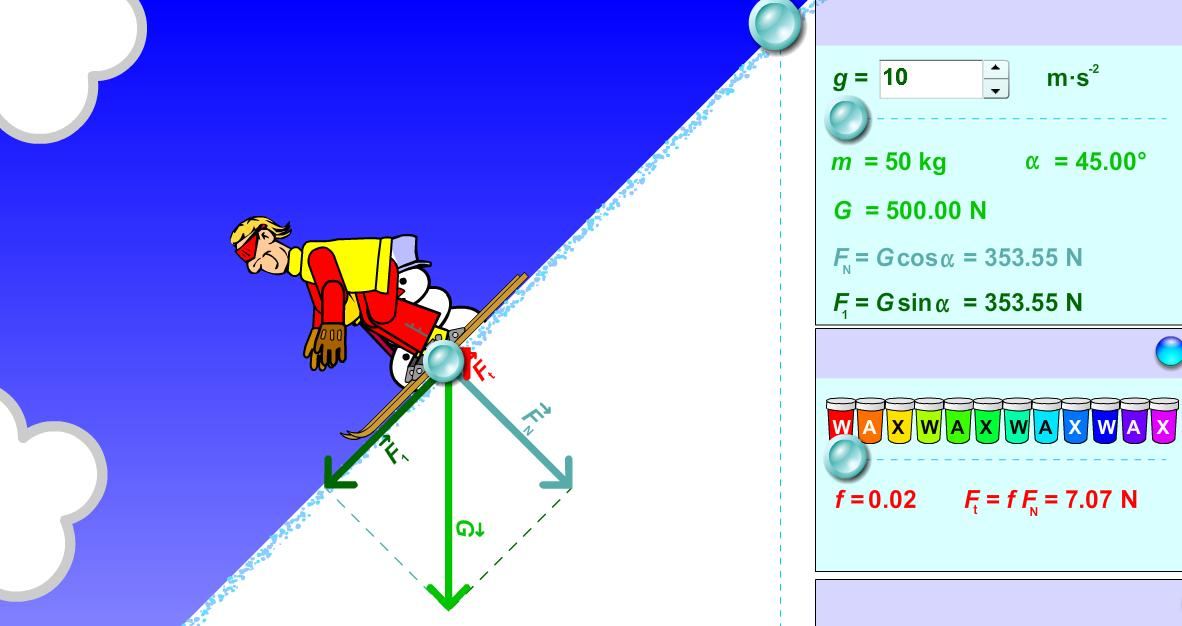 g = 10 m·s-2
m = 50 kg α = 45.00°
G = 500.00 N
FN = G cos α = 353.55 N
F1 = G sin α = 353.55 N
Ft
FN
F1
G
W A X W A X W A X W A X
f = 0.02 Ft = f FN = 7.07 N